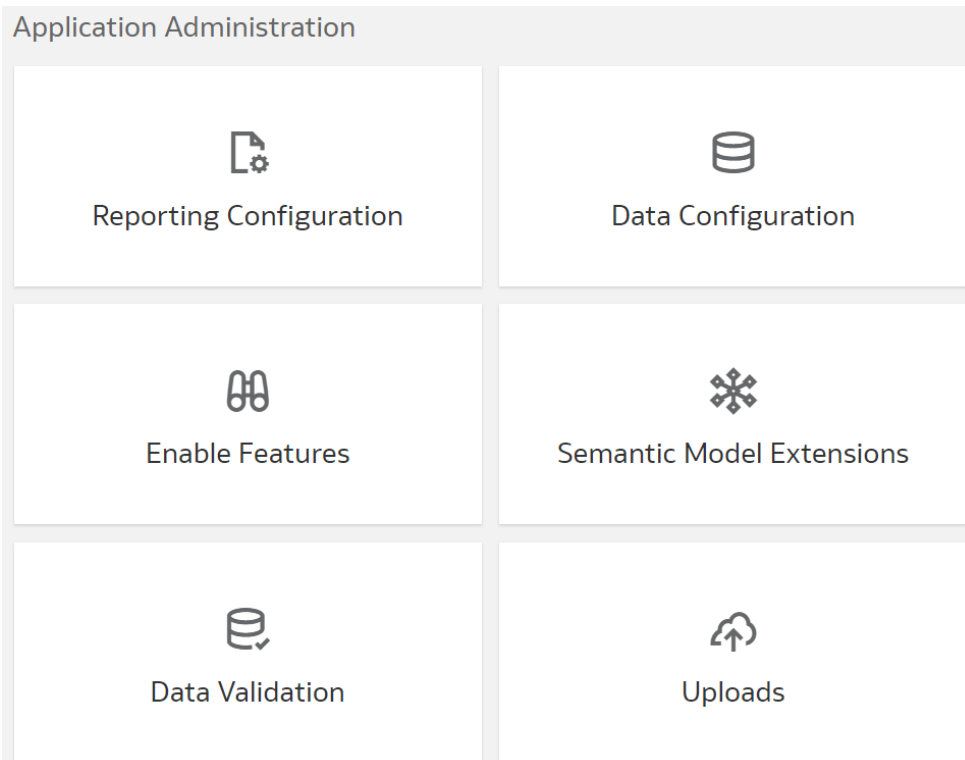 Application Administration
Reporting Configuration
Data Configuration
Enable Features
Semantic Model Extensions
Data Validation
Uploads